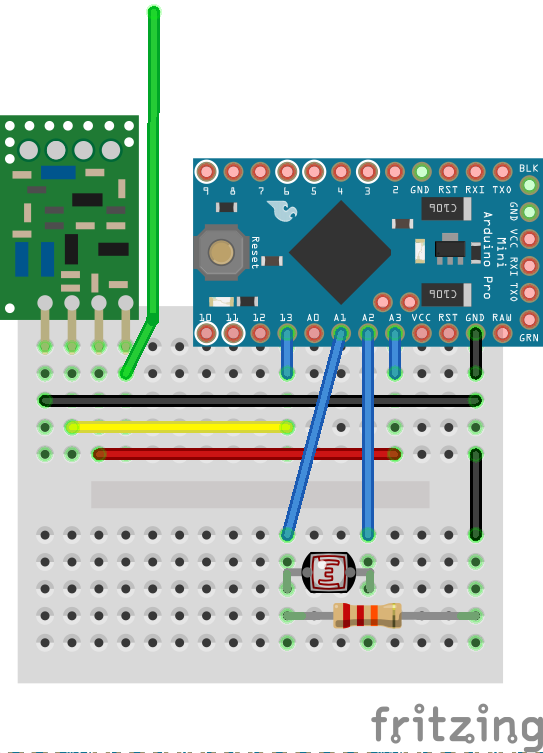 BLK
9 8 7 6 5 4 3 2 GND RST RXI TXO
GND VCC RXI TXO
Arduino Pro
Mini
Reset
10 11 12 13 A0 A1 A2 A3 VCC RST GND RAW
GRN
fritzing